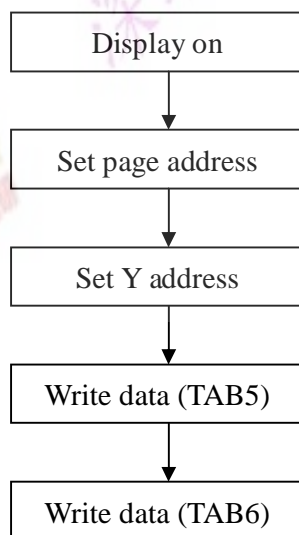 Display on
Set page address
Set Y address
Write data (TAB5)
Write data (TAB6)